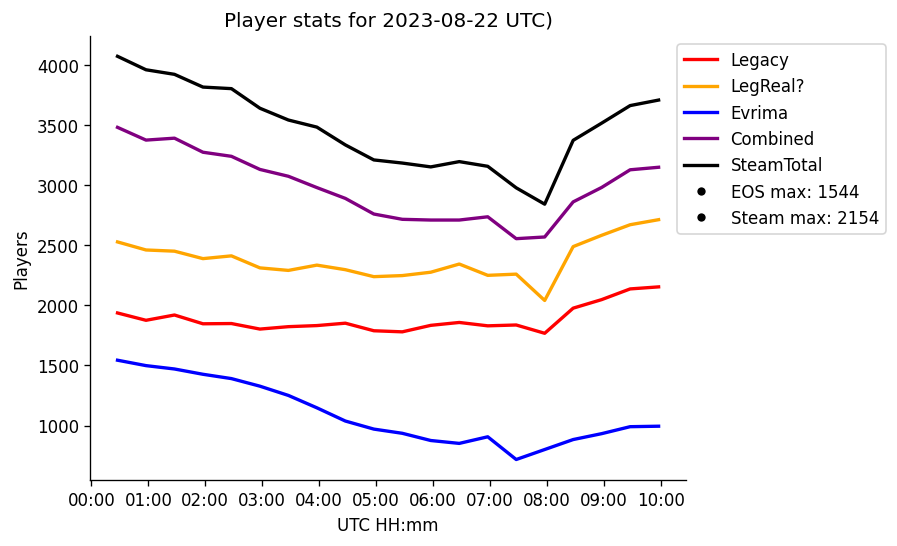 Player stats for 2023-08-22 UTC)
Legacy
LegReal?
Evrima
Combined
SteamTotal
EOS max: 1544
Steam max: 2154
Players
4000
3500
3000
2500
2000
1500
1000
00:00 01:00 02:00 03:00 04:00 05:00 06:00 07:00 08:00 09:00 10:00
UTC HH:mm